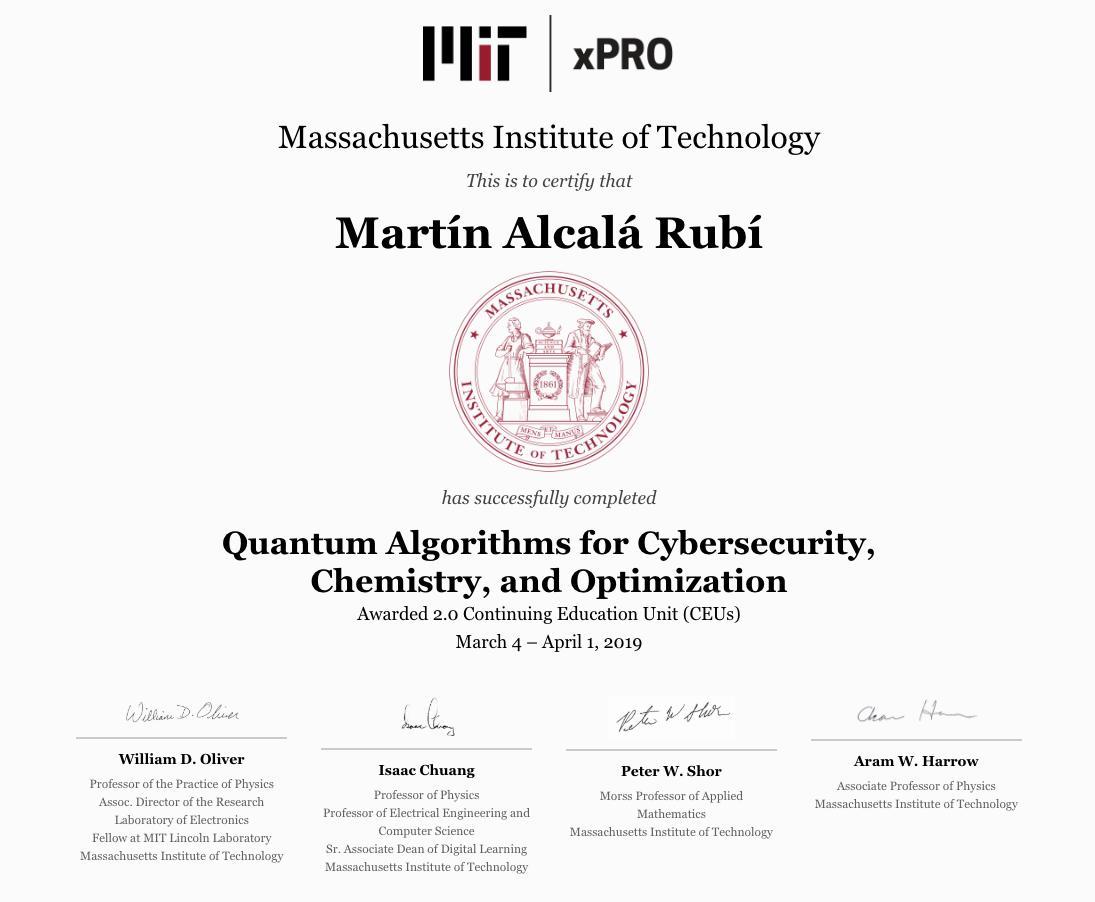 MIT | xPRO
Massachusetts Institute of Technology
This is to certify that
Martín Alcalá Rubí
MASSACHUSETTS
SCIENCE AND ARTS
1861
MENS ET MANUS
INSTITUTE OF TECHNOLOGY
has successfully completed
Quantum Algorithms for Cybersecurity,
Chemistry, and Optimization
Awarded 2.0 Continuing Education Unit (CEUs)
March 4 – April 1, 2019
William D. Oliver
William D. Oliver
Professor of the Practice of Physics
Assoc. Director of the Research
Laboratory of Electronics
Fellow at MIT Lincoln Laboratory
Massachusetts Institute of Technology
Isaac Chuang
Isaac Chuang
Professor of Physics
Professor of Electrical Engineering and
Computer Science
Sr. Associate Dean of Digital Learning
Massachusetts Institute of Technology
Peter W Shor
Peter W. Shor
Morss Professor of Applied
Mathematics
Massachusetts Institute of Technology
Aram W. Harrow
Associate Professor of Physics
Massachusetts Institute of Technology